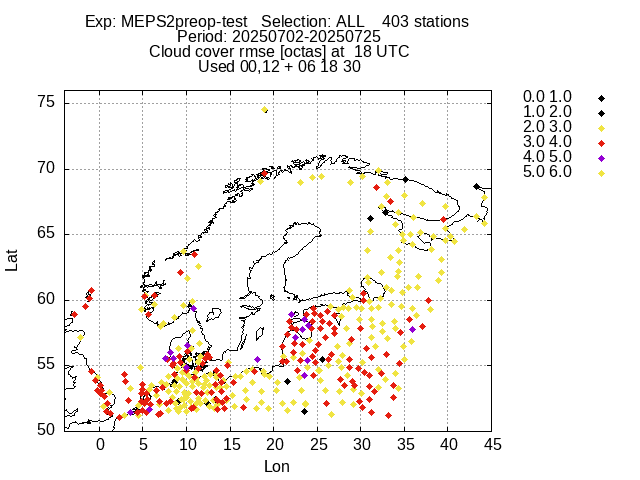 Exp: MEPS2preop-test   Selection: ALL    403 stations
Period: 20250702-20250725
Cloud cover rmse [octas] at  18 UTC
Used 00,12 + 06 18 30
0.0 1.0
1.0 2.0
2.0 3.0
3.0 4.0
4.0 5.0
5.0 6.0
75
70
65
60
55
50
Lat
0 5 10 15 20 25 30 35 40 45
Lon